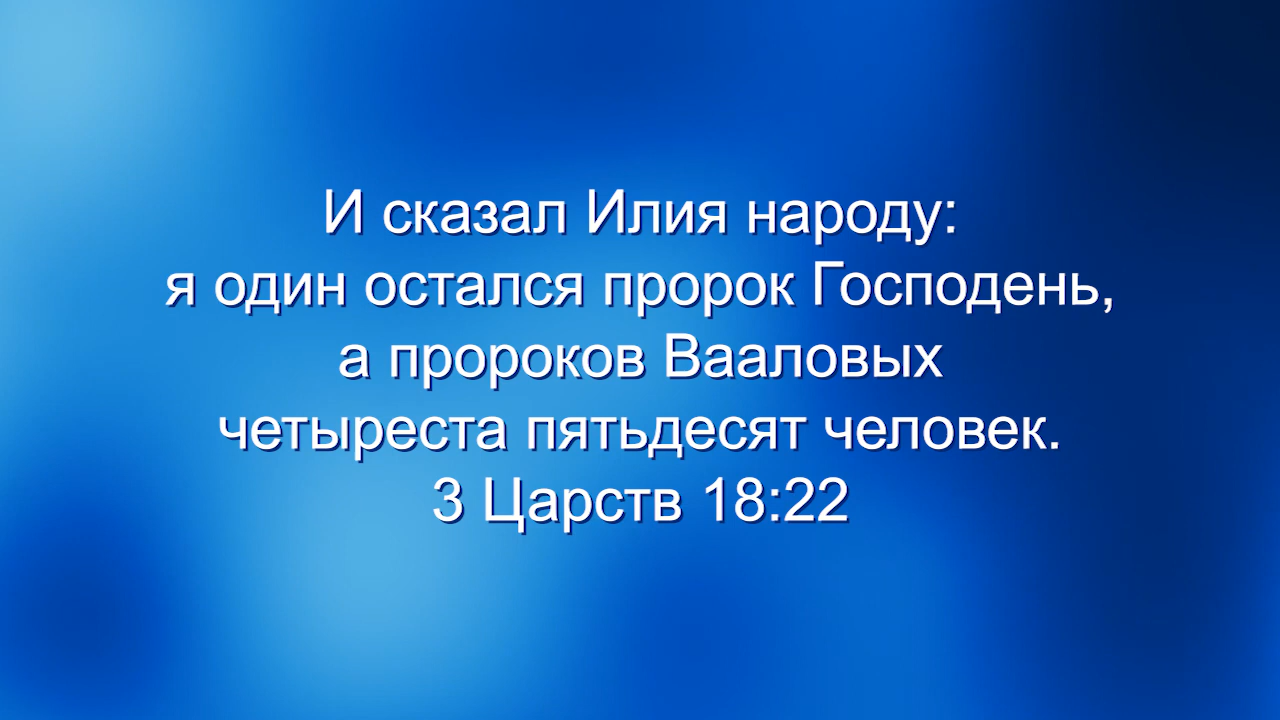 И сказал Илия народу:
я один остался пророк Господень,
а пророков Вааловых
четыреста пятьдесят человек.
3 Царств 18:22